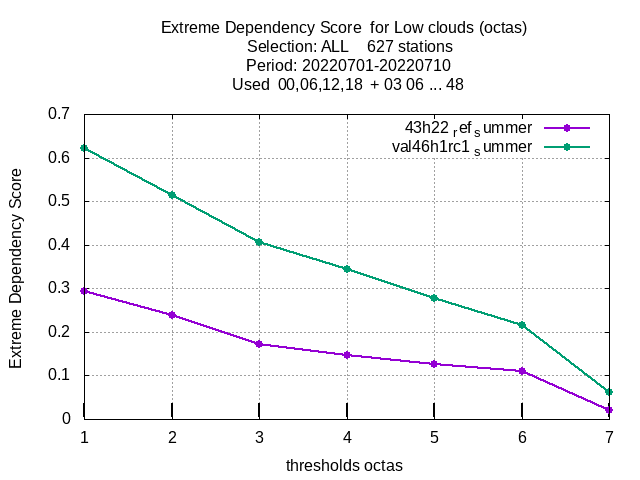 Extreme Dependency Score  for Low clouds (octas)
Selection: ALL    627 stations
Period: 20220701-20220710
Used  00,06,12,18  + 03 06 ... 48
43h22 ref summer
val46h1rc1 summer
Extreme Dependency Score
0.7
0.6
0.5
0.4
0.3
0.2
0.1
0
1 2 3 4 5 6 7
thresholds octas